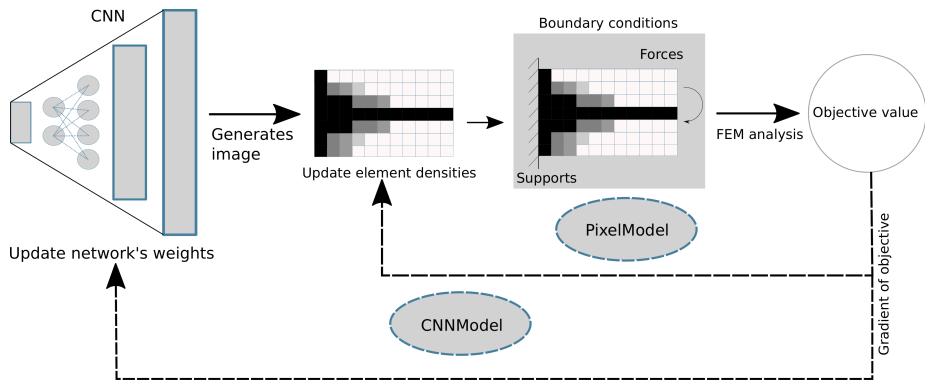 CNN
Boundary conditions
Forces
Generates
image
FEM analysis
Objective value
Update element densities
Supports
PixelModel
Update network's weights
CNNModel
Gradient of objective